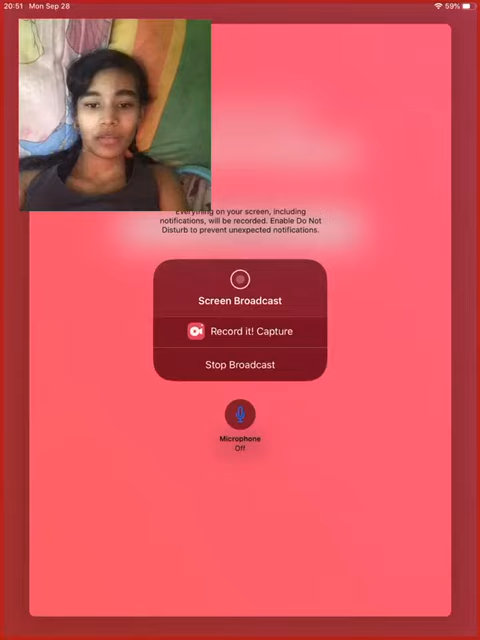 20:51 Mon Sep 28
59%
Everything on your screen, including
notifications, will be recorded. Enable Do Not
Disturb to prevent unexpected notifications.
Screen Broadcast
Record it! Capture
Stop Broadcast
Microphone
Off